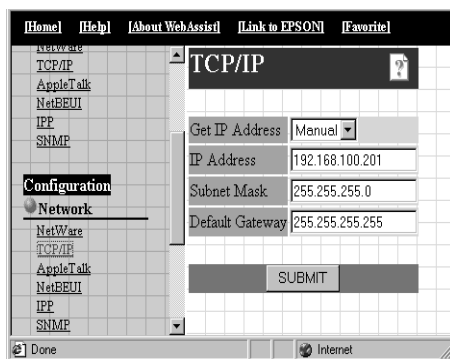 [Home] [Help] [About WebAssist] [Link to EPSON] [Favorite]
NetWare
TCP/IP
AppleTalk
NetBEUI
IPP
SNMP
Configuration
Network
NetWare
TCP/IP
AppleTalk
NetBEUI
IPP
SNMP
TCP/IP
?
Get IP Address Manual
IP Address 192.168.100.201
Subnet Mask 255.255.255.0
Default Gateway 255.255.255.255
SUBMIT
Done Internet